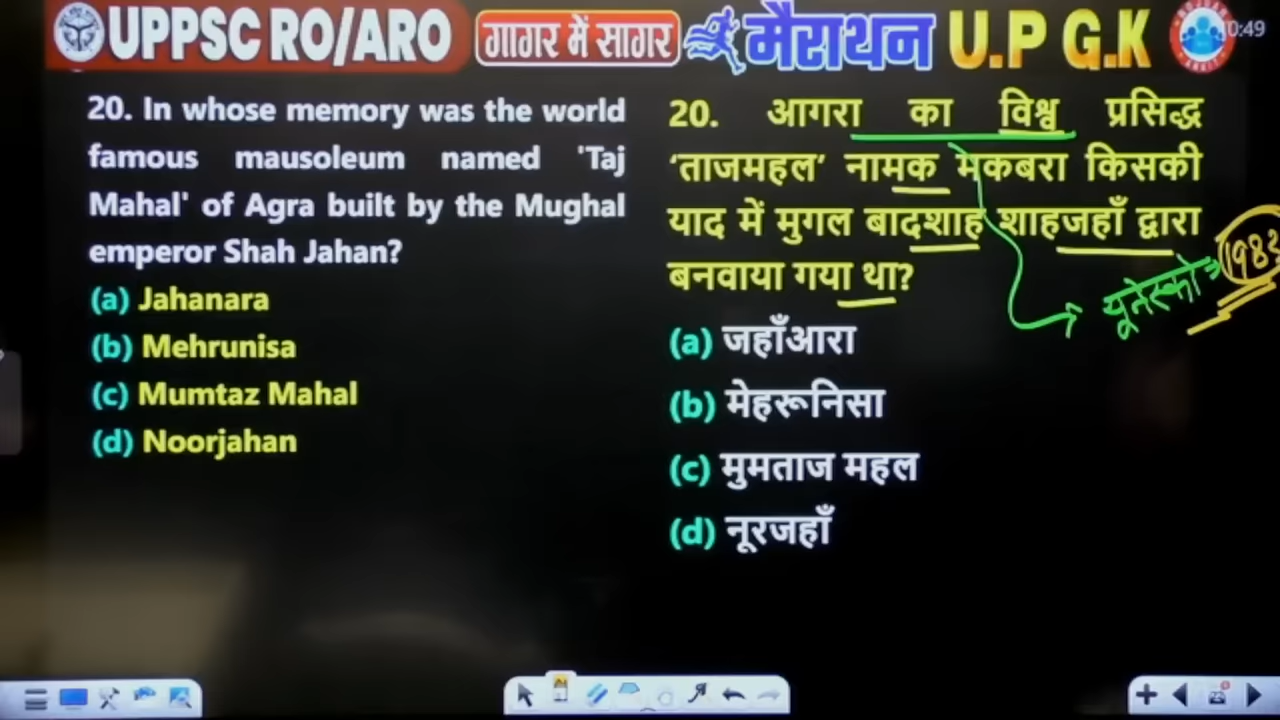 UPPSC RO/ARO गागर में सागर मैराथन U.P G.K
0:49
20. In whose memory was the world
famous mausoleum named 'Taj
Mahal' of Agra built by the Mughal
emperor Shah Jahan?
(a) Jahanara
(b) Mehrunisa
(c) Mumtaz Mahal
(d) Noorjahan
20. आगरा का विश्व प्रसिद्ध
‘ताजमहल‘ नामक मकबरा किसकी
याद में मुगल बादशाह शाहजहाँ द्वारा
बनवाया गया था?
यूनेस्को 1983
(a) जहाँआरा
(b) मेहरूनिसा
(c) मुमताज महल
(d) नूरजहाँ